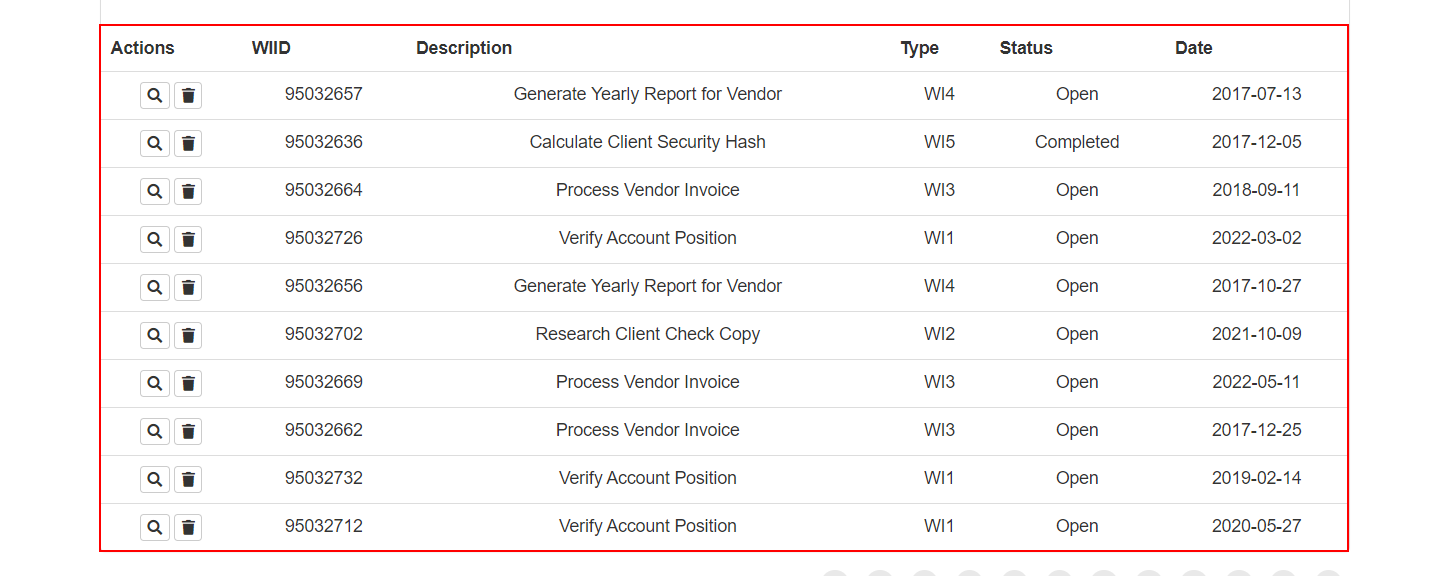 Actions WIID Description Type Status Date
95032657 Generate Yearly Report for Vendor WI4 Open 2017-07-13
95032636 Calculate Client Security Hash WI5 Completed 2017-12-05
95032664 Process Vendor Invoice WI3 Open 2018-09-11
95032726 Verify Account Position WI1 Open 2022-03-02
95032656 Generate Yearly Report for Vendor WI4 Open 2017-10-27
95032702 Research Client Check Copy WI2 Open 2021-10-09
95032669 Process Vendor Invoice WI3 Open 2022-05-11
95032662 Process Vendor Invoice WI3 Open 2017-12-25
95032732 Verify Account Position WI1 Open 2019-02-14
95032712 Verify Account Position WI1 Open 2020-05-27